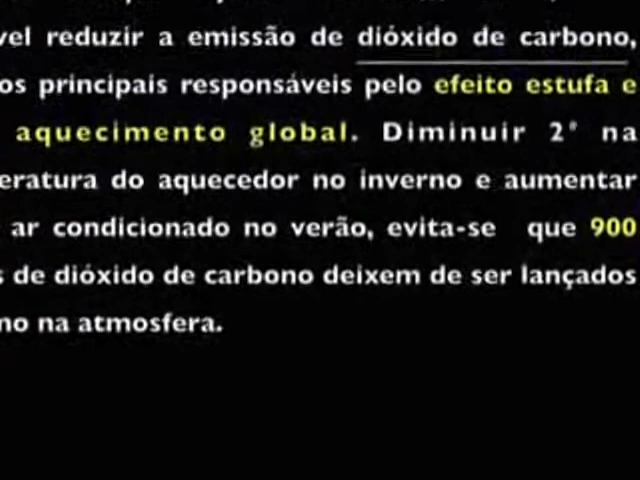 vel reduzir a emissão de dióxido de carbono,
os principais responsáveis pelo efeito estufa e
aquecimento global. Diminuir 2° na
eratura do aquecedor no inverno e aumentar
ar condicionado no verão, evita-se que 900
s de dióxido de carbono deixem de ser lançados
no na atmosfera.